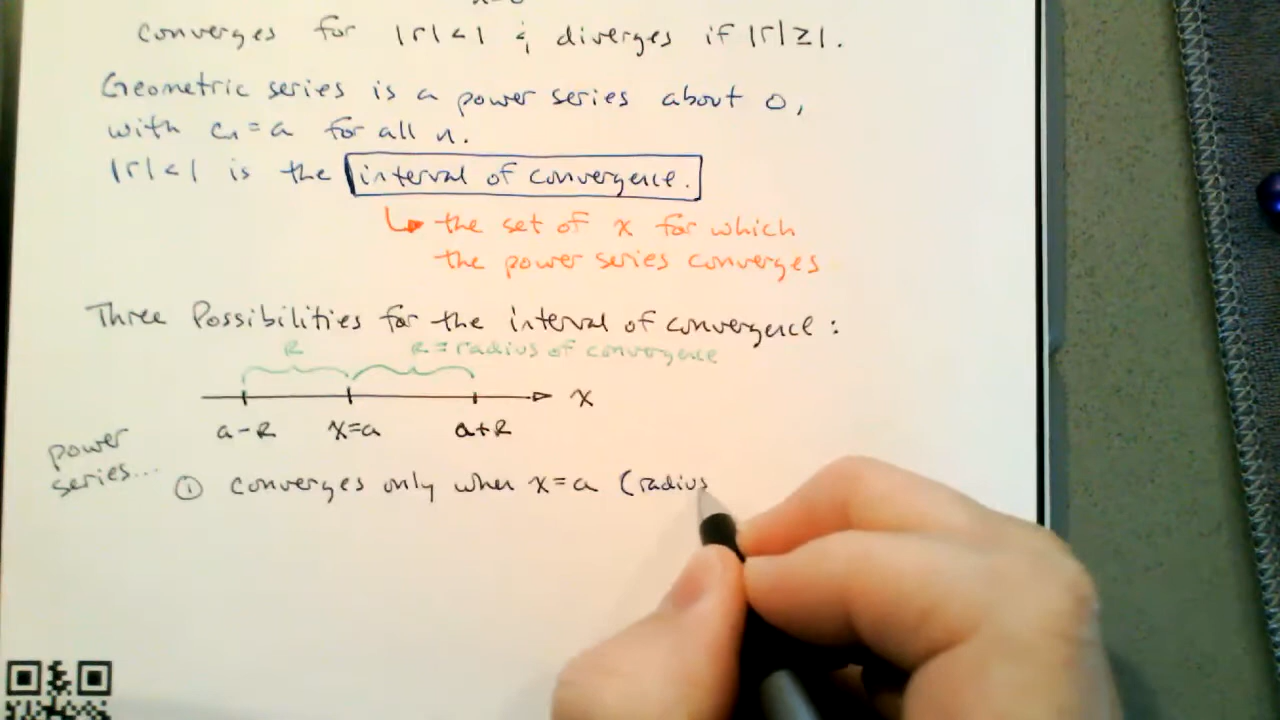 converges for |r|<1 & diverges if |r|≥1.
Geometric series is a power series about 0,
with cn = a for all n.
|r|<1 is the interval of convergence.
↳ the set of x for which
the power series converges
Three Possibilities for the interval of convergence:
R R = radius of convergence
x
a-R x=a a+R
power
series...
① converges only when x=a (radius